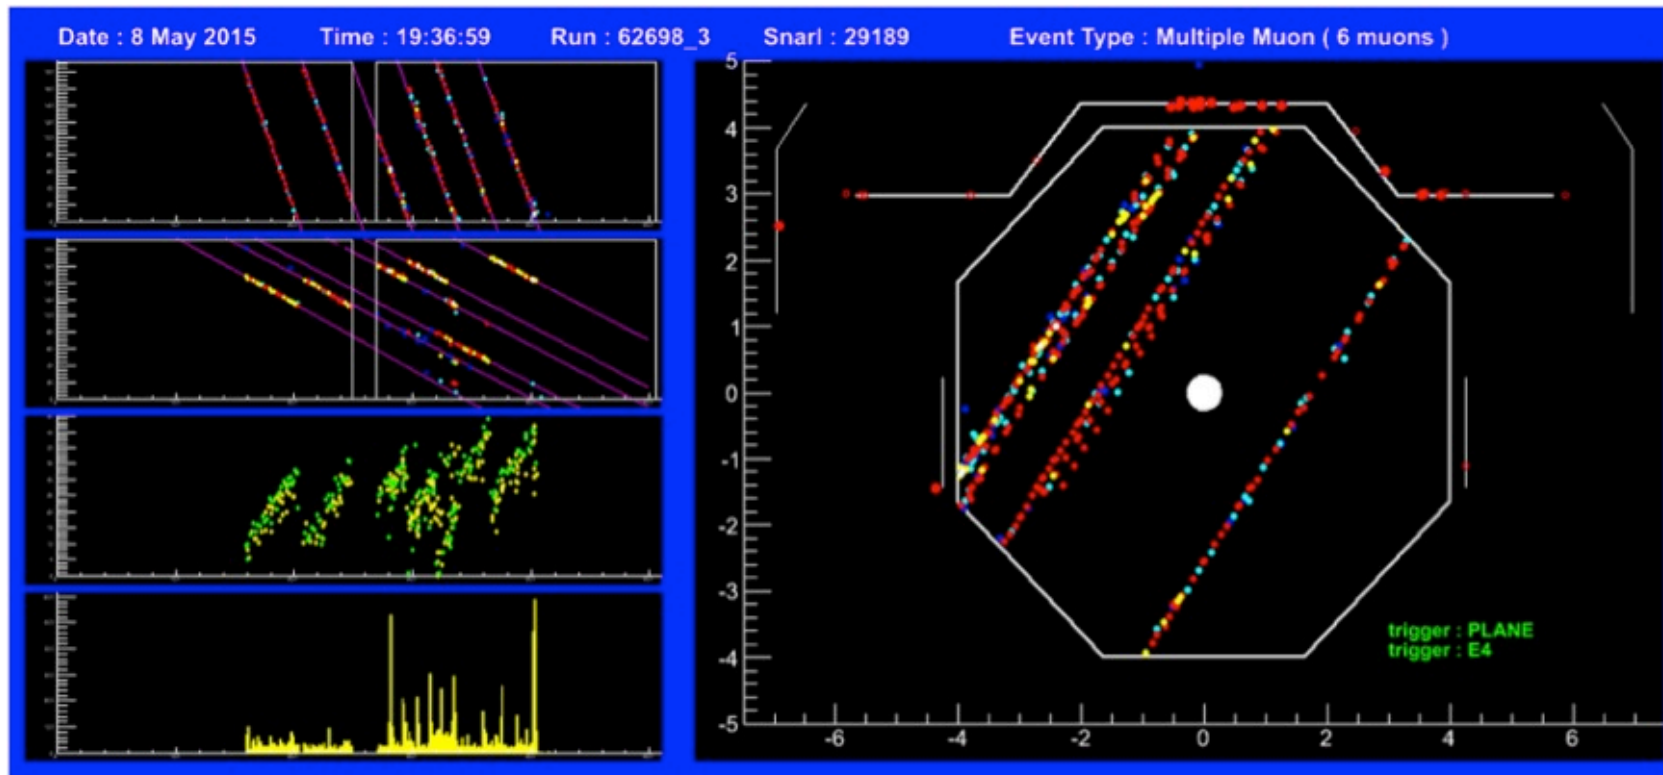 Date : 8 May 2015 Time : 19:36:59 Run : 62698_3 Snarl : 29189 Event Type : Multiple Muon ( 6 muons )
5
4
3
2
1
0
-1
-2
-3
-4
-5
trigger : PLANE
trigger : E4
-6 -4 -2 0 2 4 6